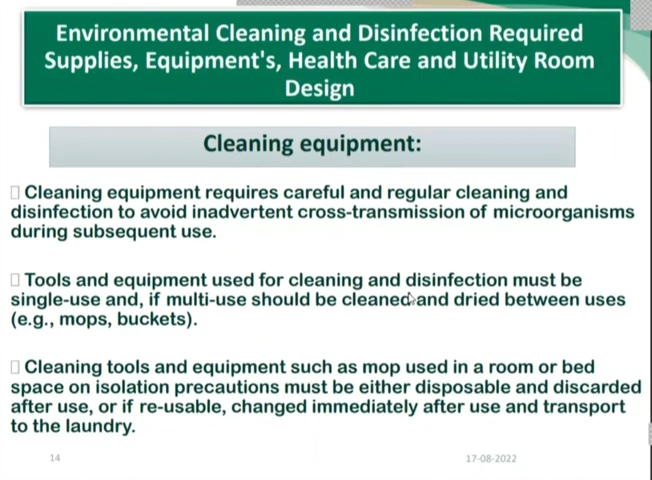 Environmental Cleaning and Disinfection Required
Supplies, Equipment's, Health Care and Utility Room
Design
Cleaning equipment:
Cleaning equipment requires careful and regular cleaning and
disinfection to avoid inadvertent cross-transmission of microorganisms
during subsequent use.
Tools and equipment used for cleaning and disinfection must be
single-use and, if multi-use should be cleaned and dried between uses
(e.g., mops, buckets).
Cleaning tools and equipment such as mop used in a room or bed
space on isolation precautions must be either disposable and discarded
after use, or if re-usable, changed immediately after use and transport
to the laundry.
14
17-08-2022